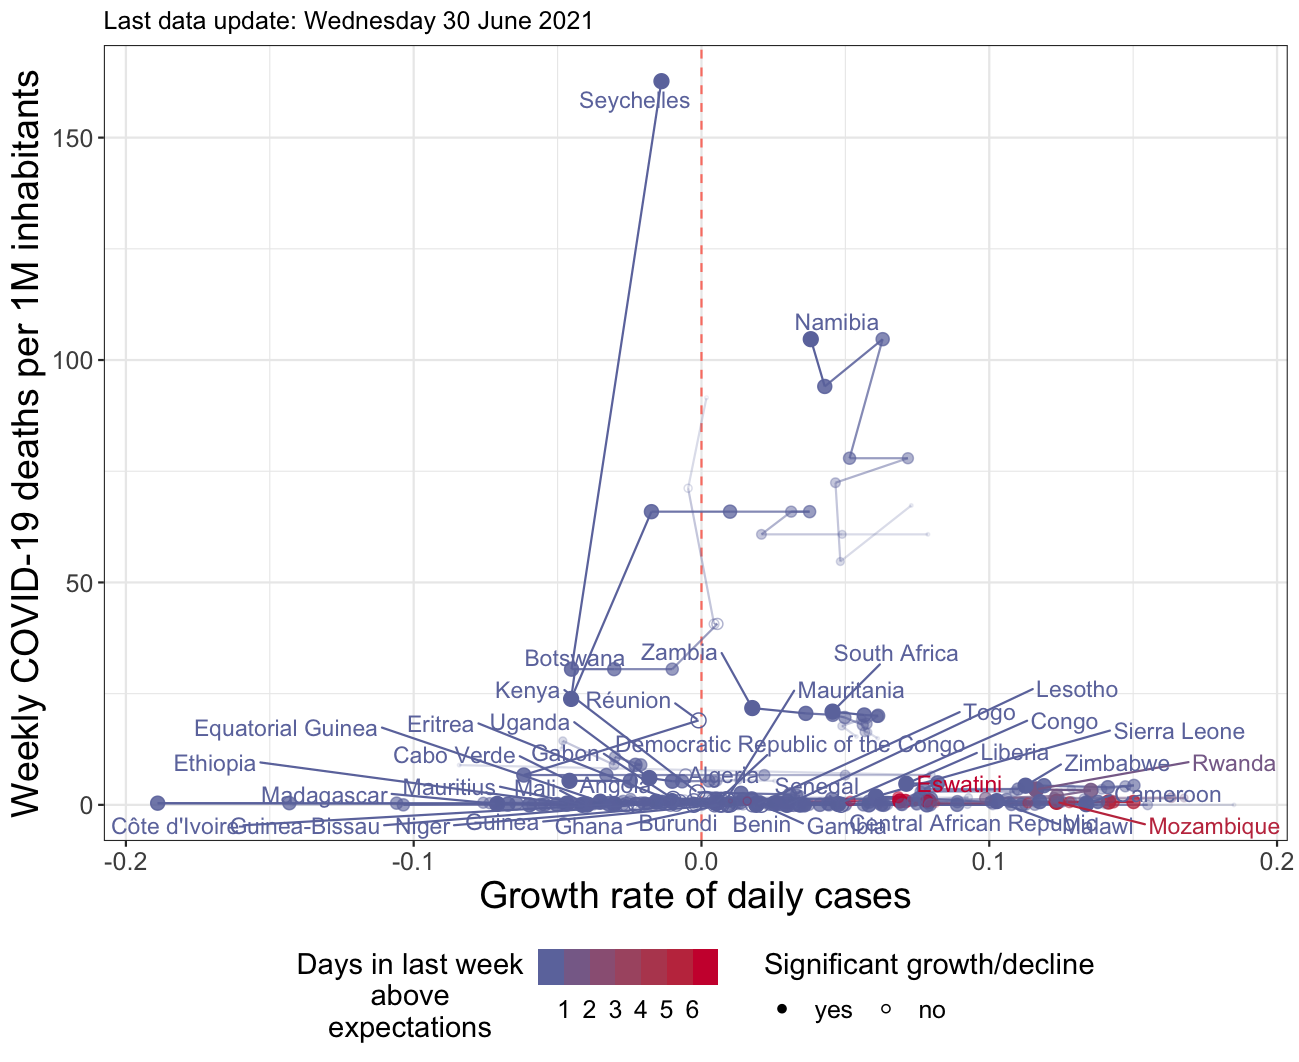 Last data update: Wednesday 30 June 2021
Weekly COVID-19 deaths per 1M inhabitants
150
100
50
0
Seychelles
Namibia
Botswana
Zambia
South Africa
Kenya
Réunion
Mauritania
Lesotho
Togo
Equatorial Guinea
Eritrea
Uganda
Congo
Sierra Leone
Ethiopia
Cabo Verde
Gabon
Democratic Republic of the Congo
Liberia
Zimbabwe
Rwanda
Madagascar
Mauritius
Mali
Angola
Algeria
Senegal
Eswatini
ameroon
Côte d'Ivoire
Guinea-Bissau
Niger
Guinea
Ghana
Burundi
Benin
Gambia
Central African Republic
Malawi
Mozambique
-0.2
-0.1
0.0
0.1
0.2
Growth rate of daily cases
Days in last week
above
expectations
1 2 3 4 5 6
Significant growth/decline
yes
no